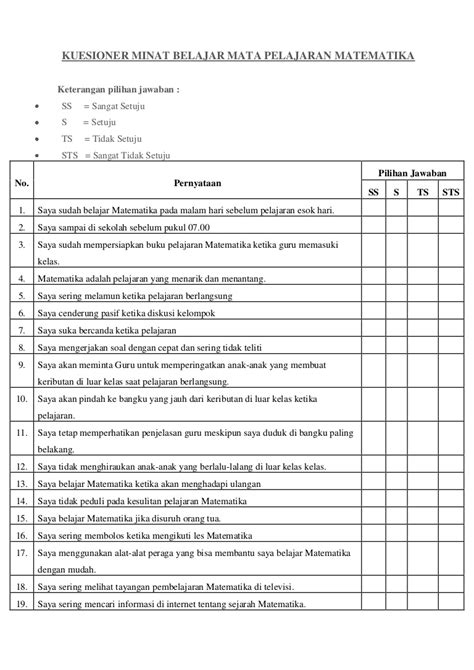 KUESIONER MINAT BELAJAR MATA PELAJARAN MATEMATIKA
Keterangan pilihan jawaban :
• SS = Sangat Setuju
• S = Setuju
• TS = Tidak Setuju
• STS = Sangat Tidak Setuju
No. Pernyataan Pilihan Jawaban
SS S TS STS
1. Saya sudah belajar Matematika pada malam hari sebelum pelajaran esok hari.
2. Saya sampai di sekolah sebelum pukul 07.00
3. Saya sudah mempersiapkan buku pelajaran Matematika ketika guru memasuki
kelas.
4. Matematika adalah pelajaran yang menarik dan menantang.
5. Saya sering melamun ketika pelajaran berlangsung
6. Saya cenderung pasif ketika diskusi kelompok
7. Saya suka bercanda ketika pelajaran
8. Saya mengerjakan soal dengan cepat dan sering tidak teliti
9. Saya akan meminta Guru untuk memperingatkan anak-anak yang membuat
keributan di luar kelas saat pelajaran berlangsung.
10. Saya akan pindah ke bangku yang jauh dari keributan di luar kelas ketika
pelajaran.
11. Saya tetap memperhatikan penjelasan guru meskipun saya duduk di bangku paling
belakang.
12. Saya tidak menghiraukan anak-anak yang berlalu-lalang di luar kelas kelas.
13. Saya belajar Matematika ketika akan menghadapi ulangan
14. Saya tidak peduli pada kesulitan pelajaran Matematika
15. Saya belajar Matematika jika disuruh orang tua.
16. Saya sering membolos ketika mengikuti les Matematika
17. Saya menggunakan alat-alat peraga yang bisa membantu saya belajar Matematika
dengan mudah.
18. Saya sering melihat tayangan pembelajaran Matematika di televisi.
19. Saya sering mencari informasi di internet tentang sejarah Matematika.